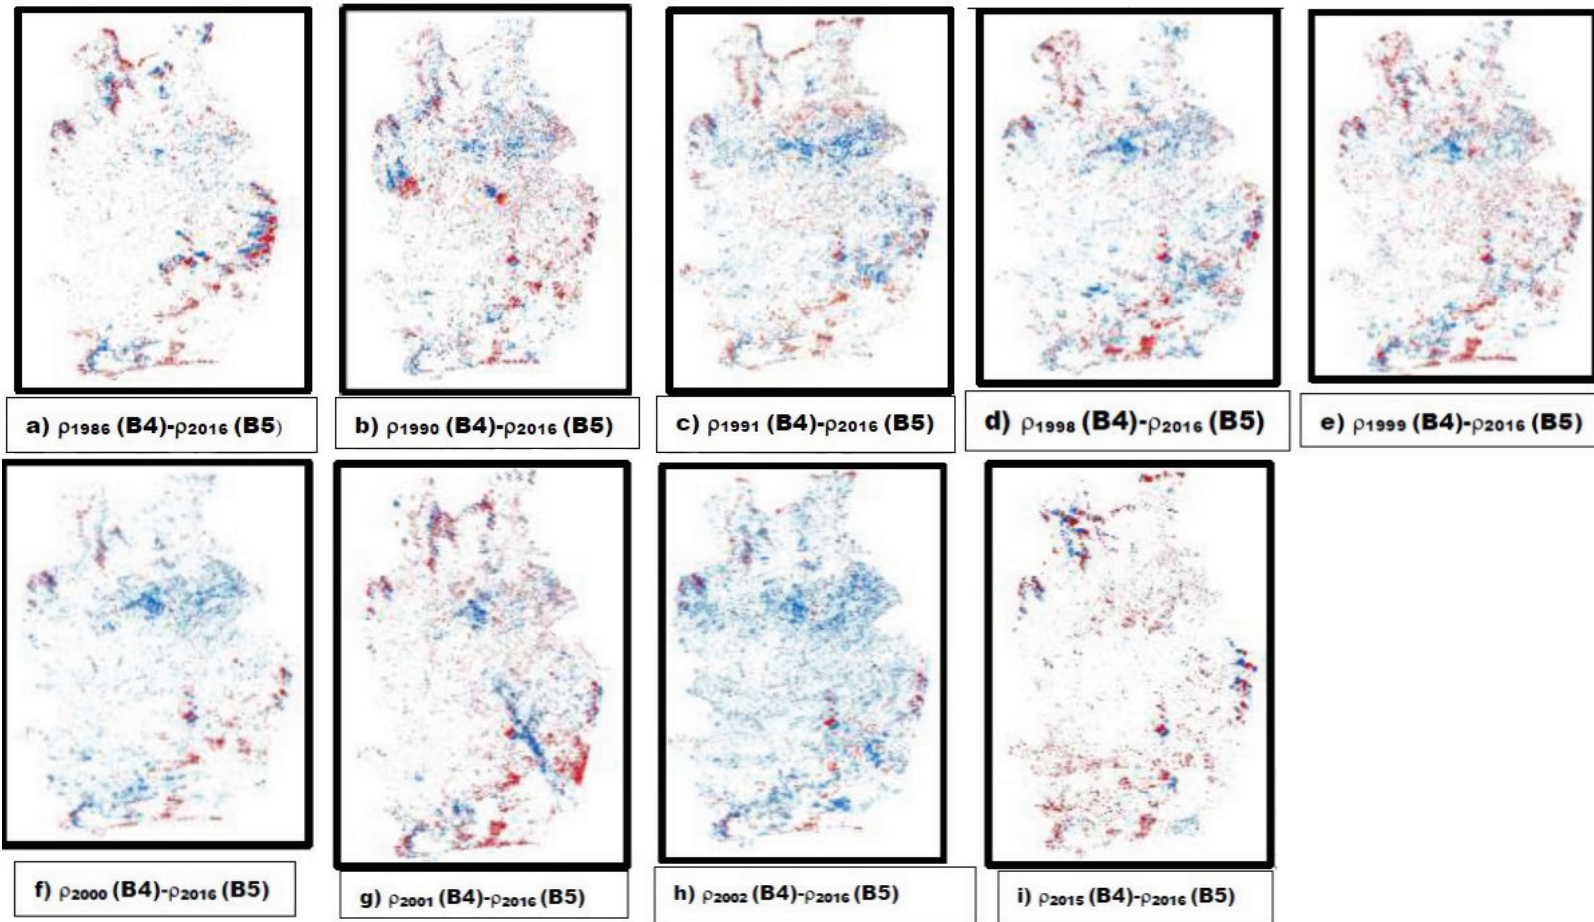 a) ρ1986 (B4)-ρ2016 (B5)
b) ρ1990 (B4)-ρ2016 (B5)
c) ρ1991 (B4)-ρ2016 (B5)
d) ρ1998 (B4)-ρ2016 (B5)
e) ρ1999 (B4)-ρ2016 (B5)
f) ρ2000 (B4)-ρ2016 (B5)
g) ρ2001 (B4)-ρ2016 (B5)
h) ρ2002 (B4)-ρ2016 (B5)
i) ρ2015 (B4)-ρ2016 (B5)